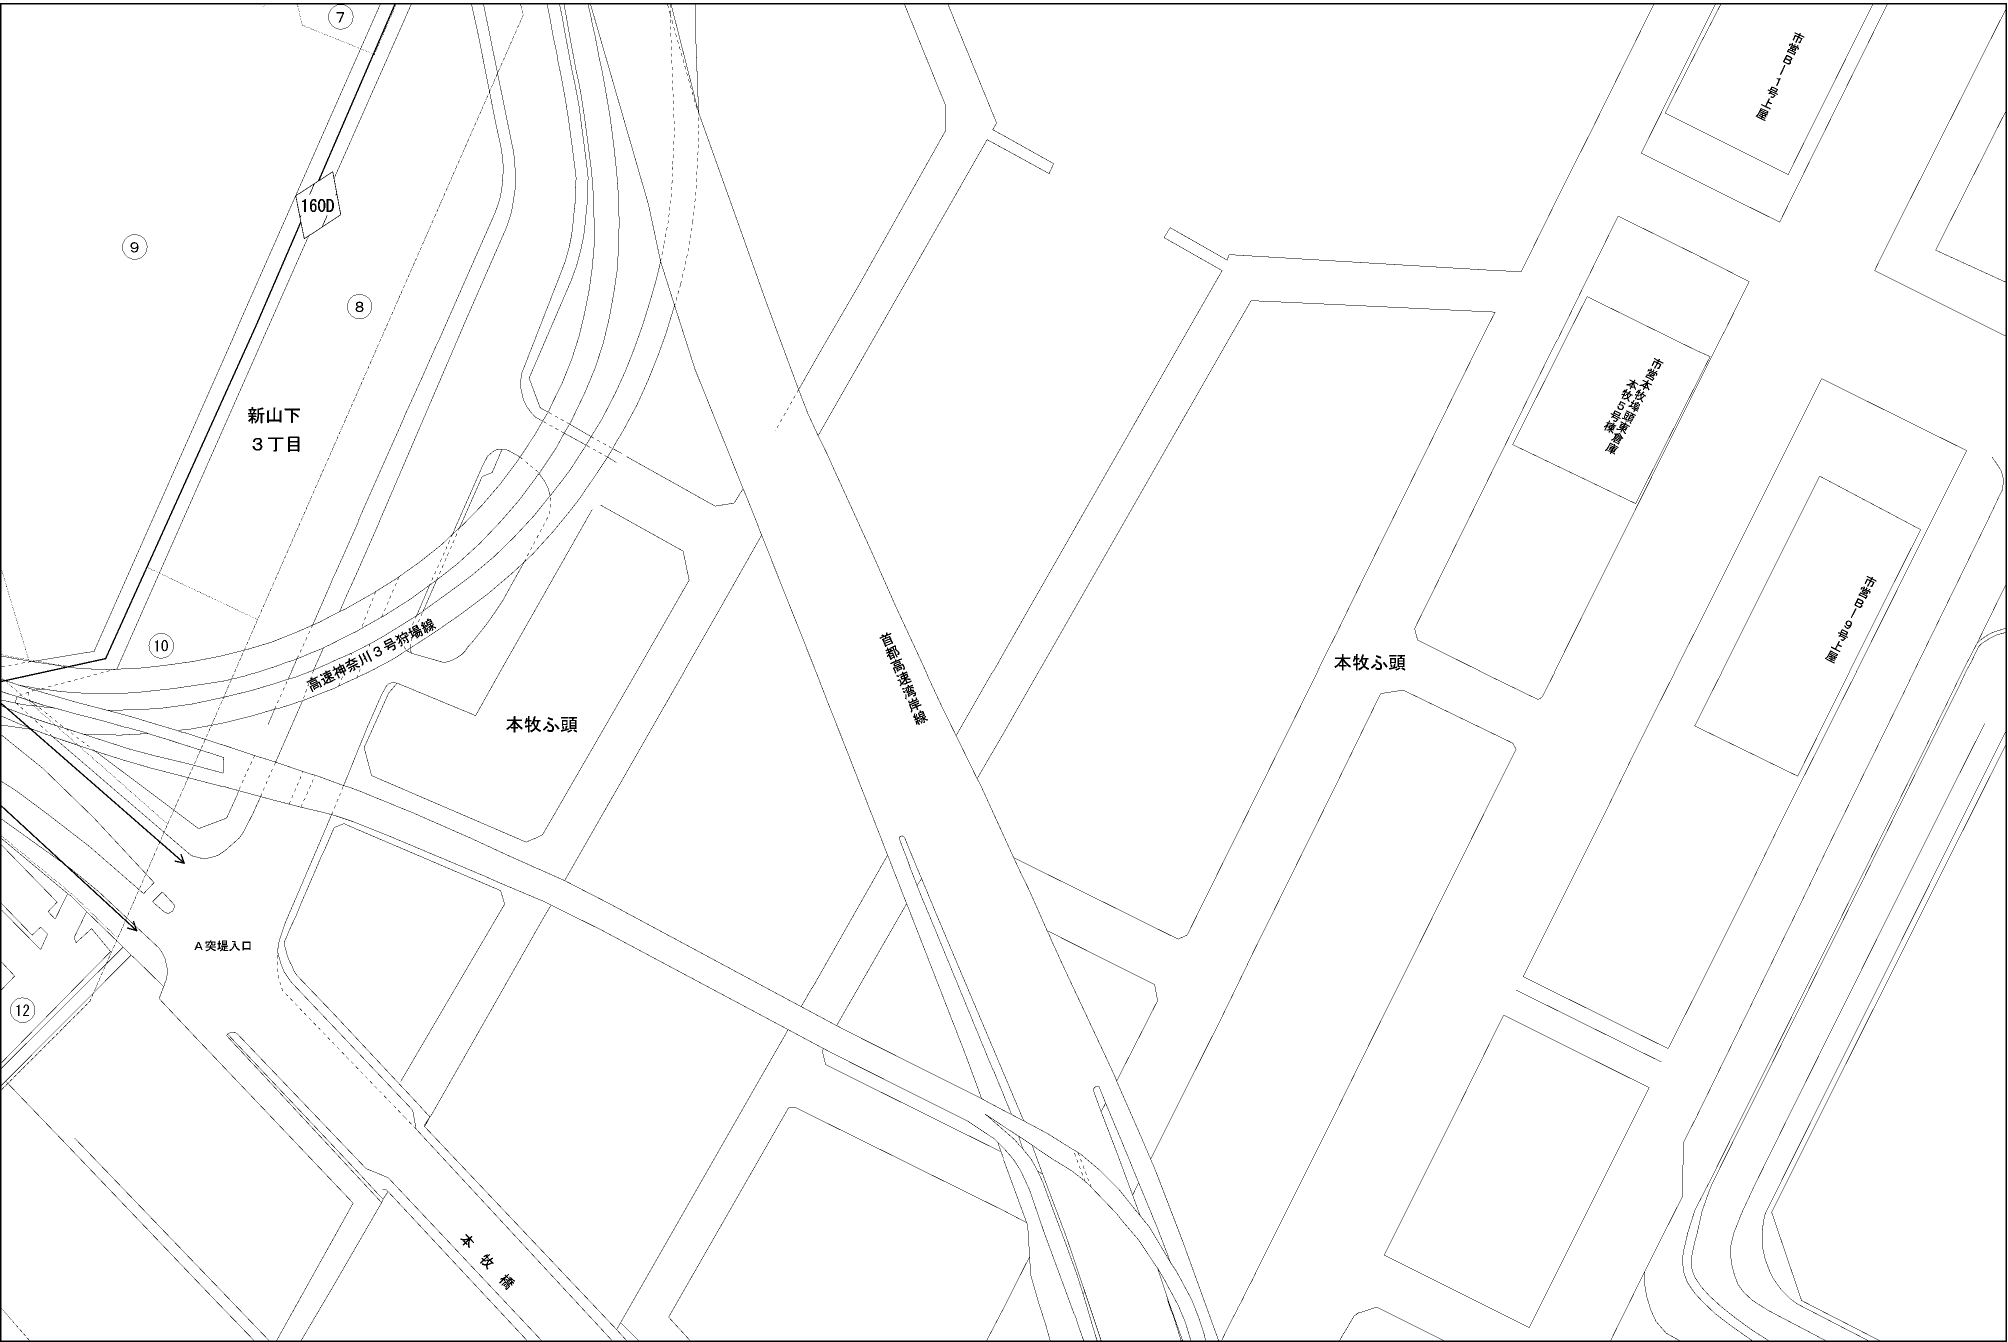 ⑦
市営B-1号上屋
160D
⑨
⑧
市営本牧埠頭東倉庫
本牧5号棟
新山下
３丁目
市営B-9号上屋
⑩
高速神奈川３号狩場線
首都高速湾岸線
本牧ふ頭
本牧ふ頭
A突堤入口
⑫
本牧橋